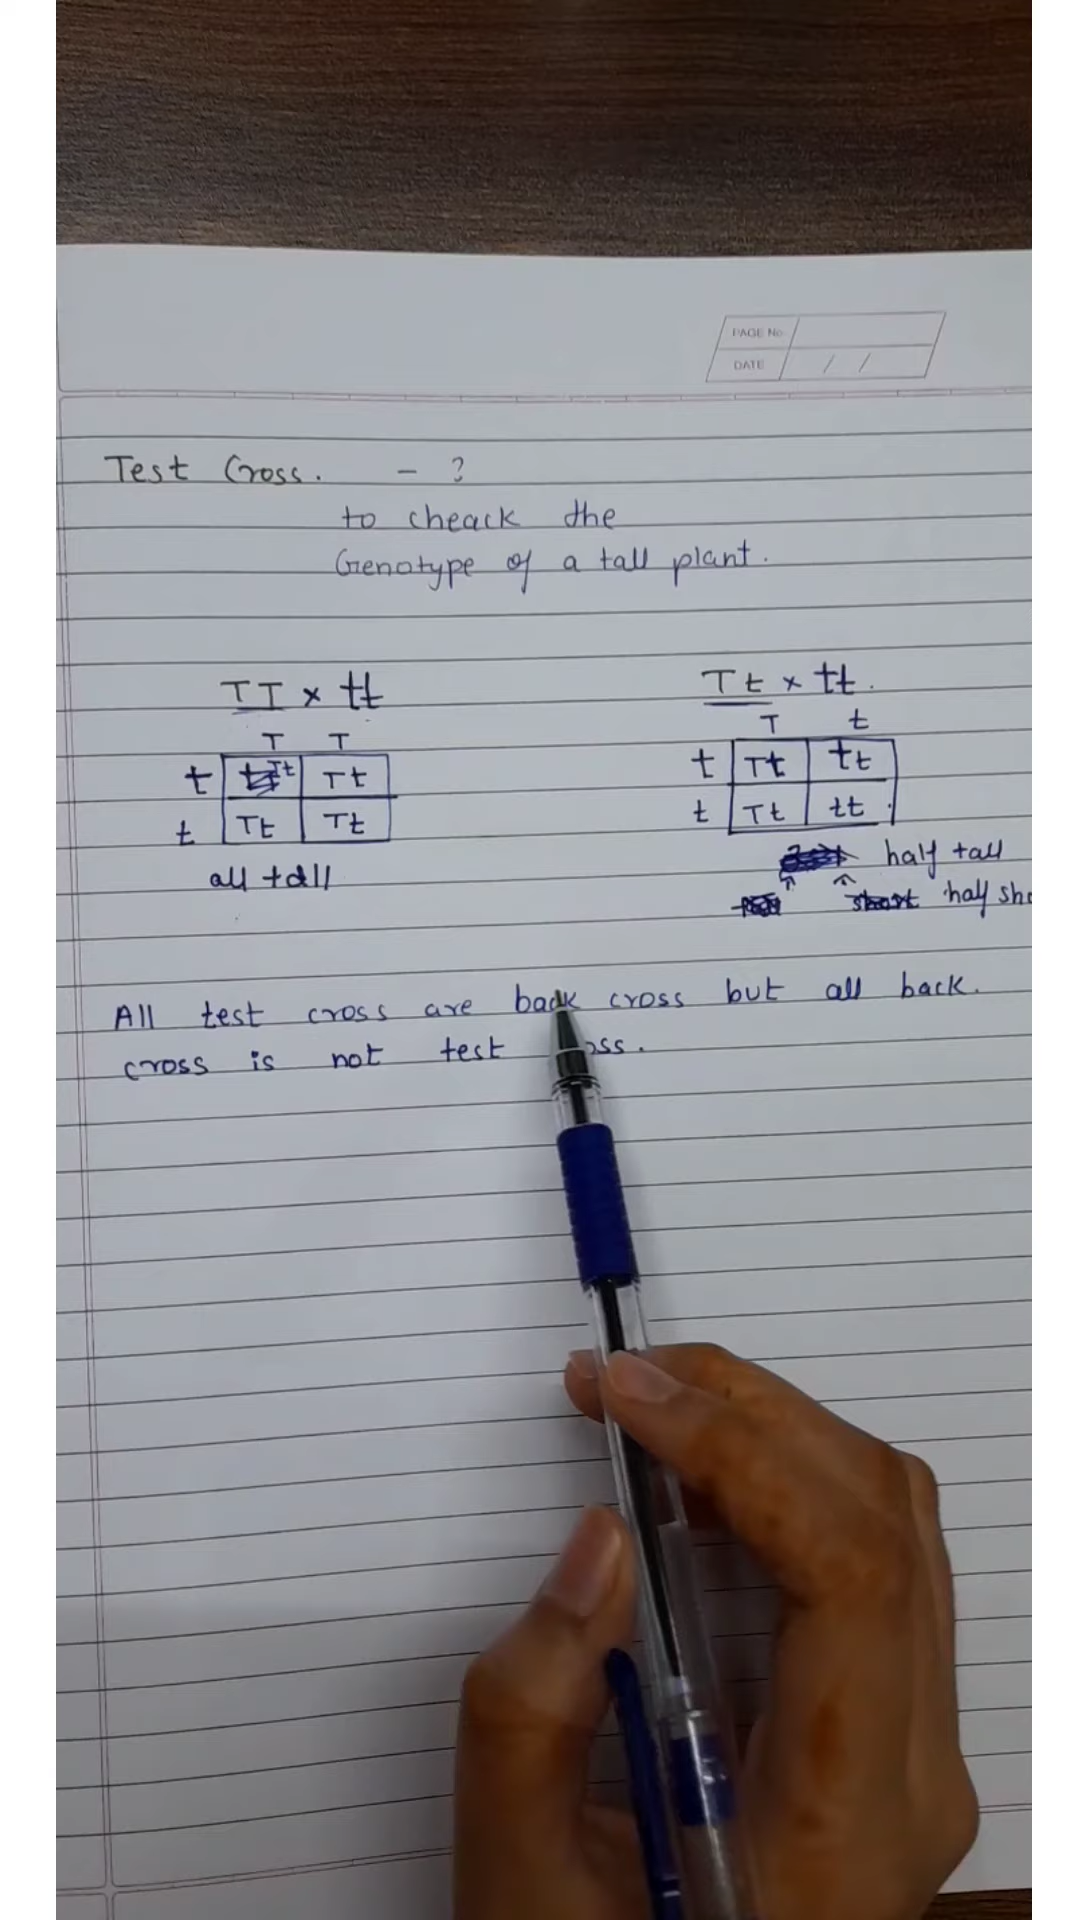 PAGE No.
DATE / /
Test Cross. - ?
to cheack the
Genotype of a tall plant.
TT x tt
Tt x tt.
T T
T t
t Tt Tt
t Tt tt
t Tt Tt
t Tt tt
all tall
half tall
short half
All test cross are back cross but all back.
cross is not test